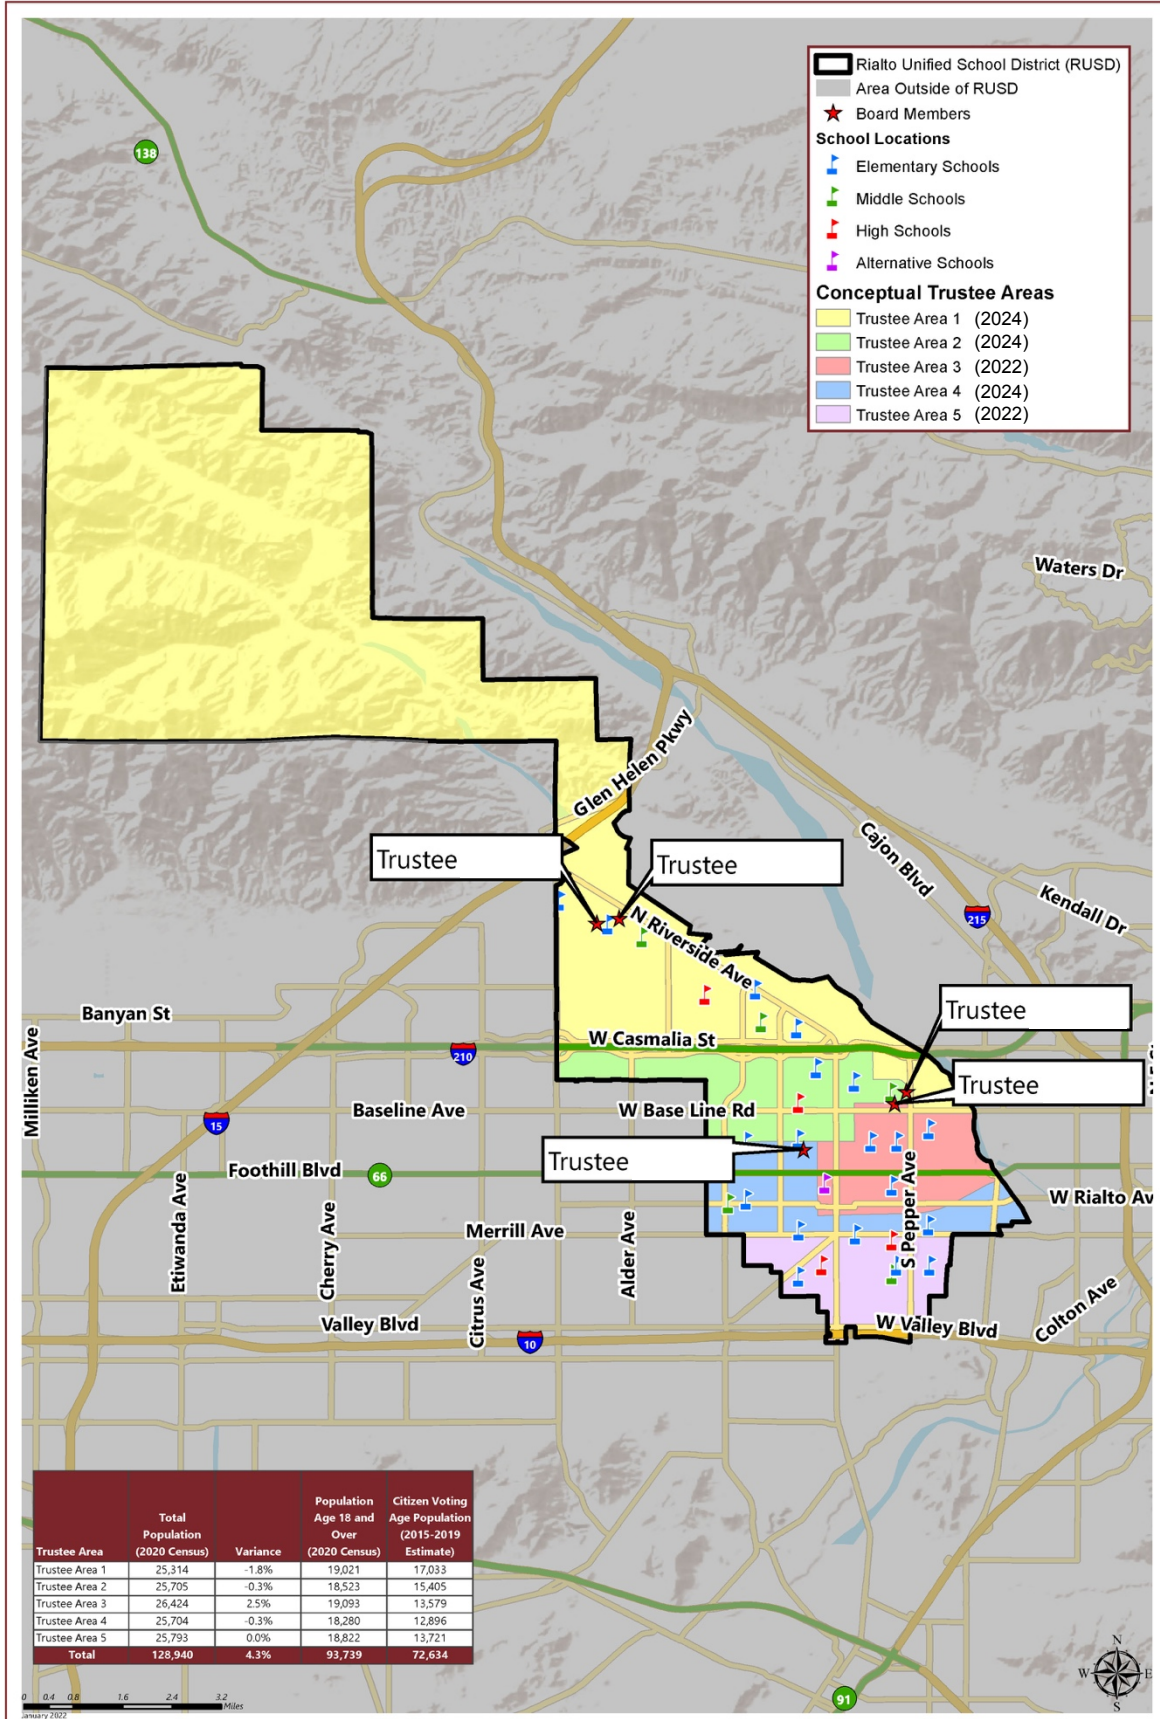 Rialto Unified School District (RUSD)
Area Outside of RUSD
Board Members
School Locations
Elementary Schools
Middle Schools
High Schools
Alternative Schools
Conceptual Trustee Areas
Trustee Area 1 (2024)
Trustee Area 2 (2024)
Trustee Area 3 (2022)
Trustee Area 4 (2024)
Trustee Area 5 (2022)
138
Waters Dr
Glen Helen Pkwy
Cajon Blvd
Kendall Dr
215
Trustee
Trustee
N Riverside Ave
Trustee
Trustee
Trustee
Banyan St
Milliken Ave
W Casmalia St
210
15
Baseline Ave
W Base Line Rd
Foothill Blvd
66
Etiwanda Ave
Cherry Ave
Merrill Ave
Citrus Ave
Alder Ave
S Pepper Ave
W Rialto Av
Valley Blvd
10
W Valley Blvd
Colton Ave
Trustee Area Total Population (2020 Census) Variance Population Age 18 and Over (2020 Census) Citizen Voting Age Population (2015-2019 Estimate)
Trustee Area 1 25,314 -1.8% 19,021 17,033
Trustee Area 2 25,705 -0.3% 18,523 15,405
Trustee Area 3 26,424 2.5% 19,093 13,579
Trustee Area 4 25,704 -0.3% 18,280 12,896
Trustee Area 5 25,793 0.0% 18,822 13,721
Total 128,940 4.3% 93,739 72,634
0 0.4 0.8 1.6 2.4 3.2
Miles
January 2022
91
N
W E
S